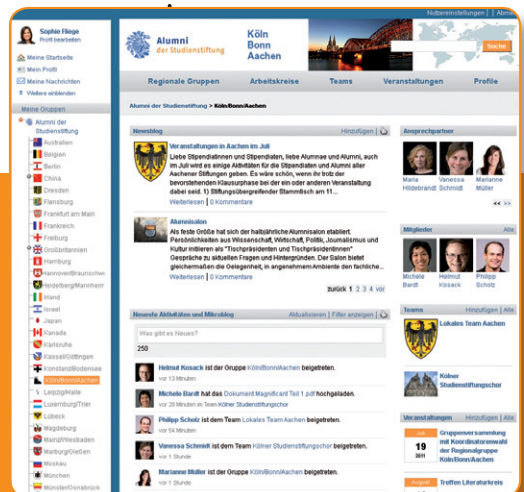 Nutzereinstellungen | | Abme
Sophie Fliege
Profil bearbeiten
Meine Startseite
Mein Profil
Meine Nachrichten
Weitere einblenden
Meine Gruppen
Alumni der
Studienstiftung
Australien
Belgien
Berlin
China
Dresden
Flensburg
Frankfurt am Main
Frankreich
Freiburg
Großbritannien
Hamburg
Hannover/Braunschwe
Heidelberg/Mannheim
Irland
Israel
Japan
Kanada
Karlsruhe
Kassel/Göttingen
Konstanz/Bodensee
Köln/Bonn/Aachen
Leipzig/Halle
Luxemburg/Trier
Lübeck
Magdeburg
Mainz/Wiesbaden
Marburg/Gießen
Moskau
München
Münster/Osnabrück
Alumni
der Studienstiftung
Köln
Bonn
Aachen
Suche
Regionale Gruppen
Arbeitskreise
Teams
Veranstaltungen
Profile
Alumni der Studienstiftung > Köln/Bonn/Aachen
Newsblog
Hinzufügen |
Veranstaltungen in Aachen im Juli
Liebe Stipendiatinnen und Stipendiaten, liebe Alumnae und Alumni, auch
im Juli wird es einige Aktivitäten für die Stipendiaten und Alumni aller
Aachener Stiftungen geben. Es wäre schön, wenn ihr trotz der
bevorstehenden Klausurphase bei der ein oder anderen Veranstaltung
dabei seid. 1) Stiftungsübergreifender Stammtisch am 11...
Weiterlesen | 0 Kommentare
Alumnisalon
Als feste Größe hat sich der halbjährliche Alumnisalon etabliert.
Persönlichkeiten aus Wissenschaft, Wirtschaft, Politik, Journalismus und
Kultur initiieren als "Tischpräsidenten und Tischpräsidentinnen"
Gespräche zu aktuellen Fragen und Hintergründen. Der Salon bietet
gleichermaßen die Gelegenheit, in angenehmem Ambiente den fachliche...
Weiterlesen | 0 Kommentare
zurück 1 2 3 4 vor
Neueste Aktivitäten und Mikroblog
Aktualisieren | Filter anzeigen |
Was gibt es Neues?
250
Helmut Kosack ist der Gruppe Köln/Bonn/Aachen beigetreten.
vor 13 Minuten
Michele Bardt hat das Dokument Magnificant Teil 1.pdf hochgeladen.
vor 25 Minuten im Team Kölner Studienstiftungschor
Philipp Scholz ist dem Team Lokales Team Aachen beigetreten.
vor 54 Minuten
Vanessa Schmidt ist dem Team Kölner Studienstiftungschor beigetreten.
vor 1 Stunde
Marianne Müller ist der Gruppe Köln/Bonn/Aachen beigetreten.
vor 1 Stunde
Ansprechpartner
Maria
Hildebrandt
Vanessa
Schmidt
Marianne
Müller
<< >>
Mitglieder
Alle
Michele
Bardt
Helmut
Kosack
Philipp
Scholz
Teams
Hinzufügen | Alle
Lokales Team Aachen
Kölner
Studienstiftungschor
Veranstaltungen
Hinzufügen | Alle
Juli
19
2011
Gruppenversammlung
mit Koordinatorenwahl
der Regionalgruppe
Köln/Bonn/Aachen
August
Treffen Literaturkreis